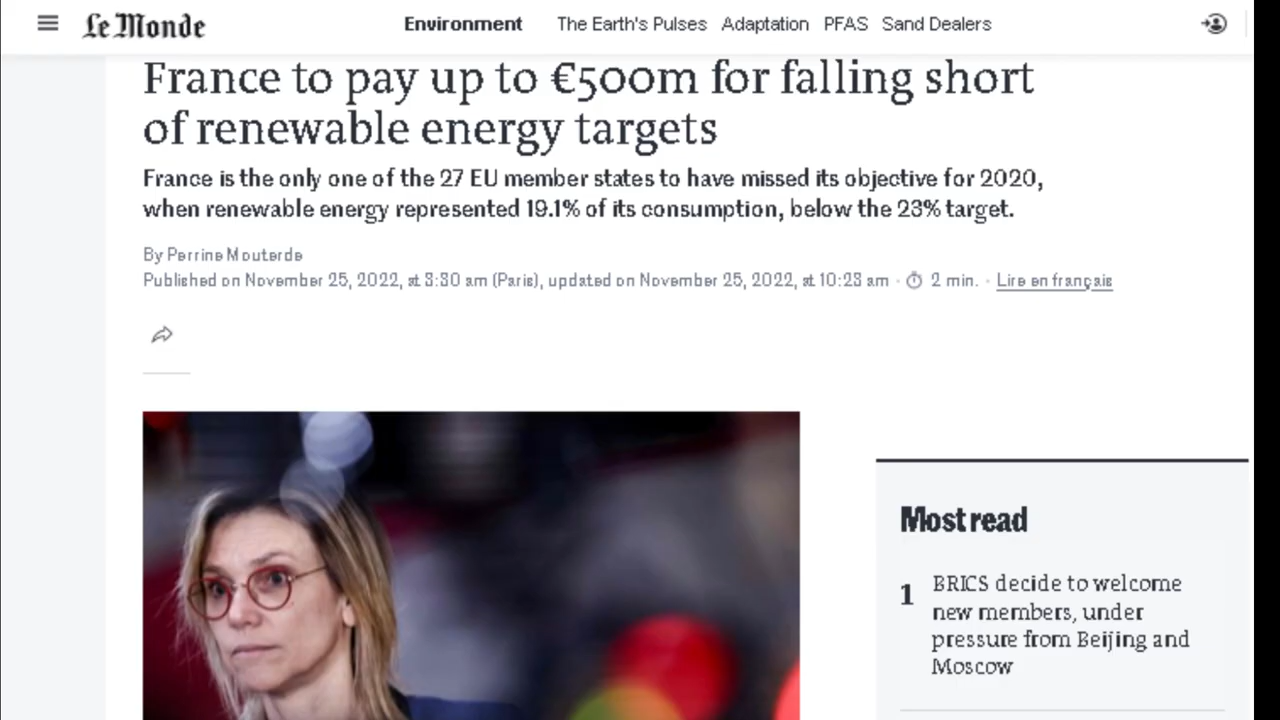 Le Monde
Environment The Earth's Pulses Adaptation PFAS Sand Dealers
France to pay up to €500m for falling short
of renewable energy targets
France is the only one of the 27 EU member states to have missed its objective for 2020,
when renewable energy represented 19.1% of its consumption, below the 23% target.
By Perrine Mouterde
Published on November 25, 2022, at 3:30 am (Paris), updated on November 25, 2022, at 10:23 am · 2 min. · Lire en français
Most read
1 BRICS decide to welcome
new members, under
pressure from Beijing and
Moscow